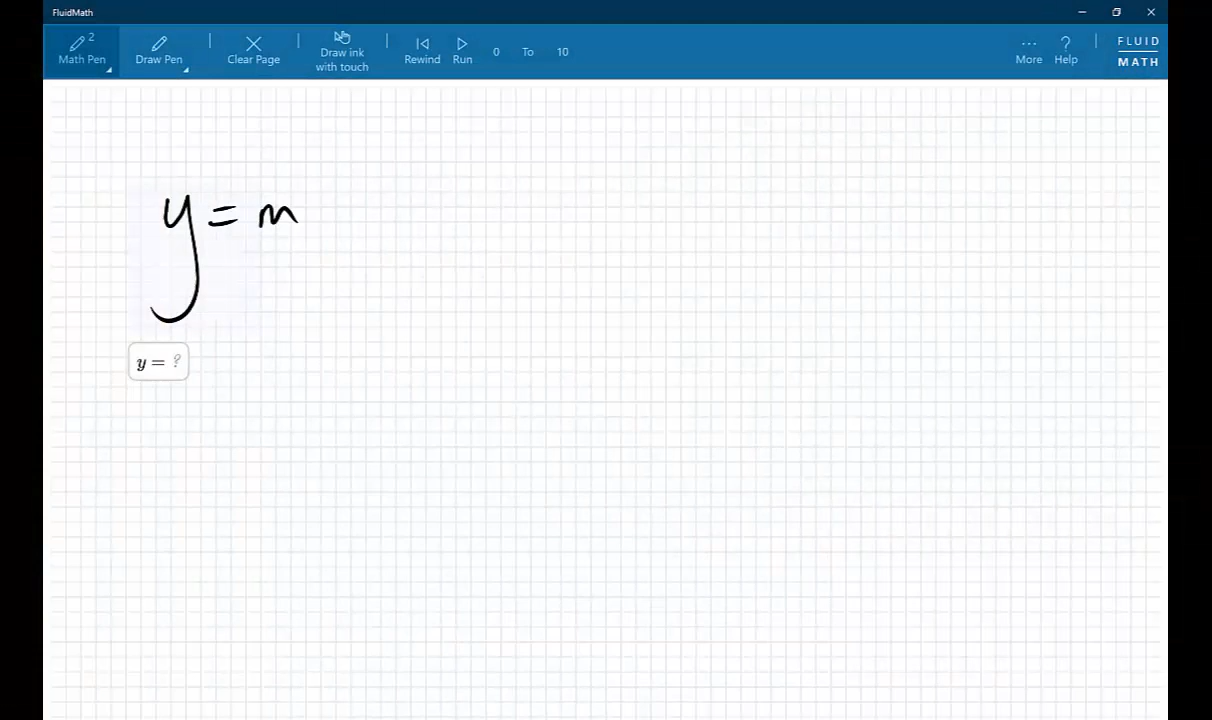 FluidMath
2
Math Pen
Draw Pen
Clear Page
Draw ink
with touch
Rewind
Run
0
To
10
More
Help
FLUID
MATH
y = m
y = ?